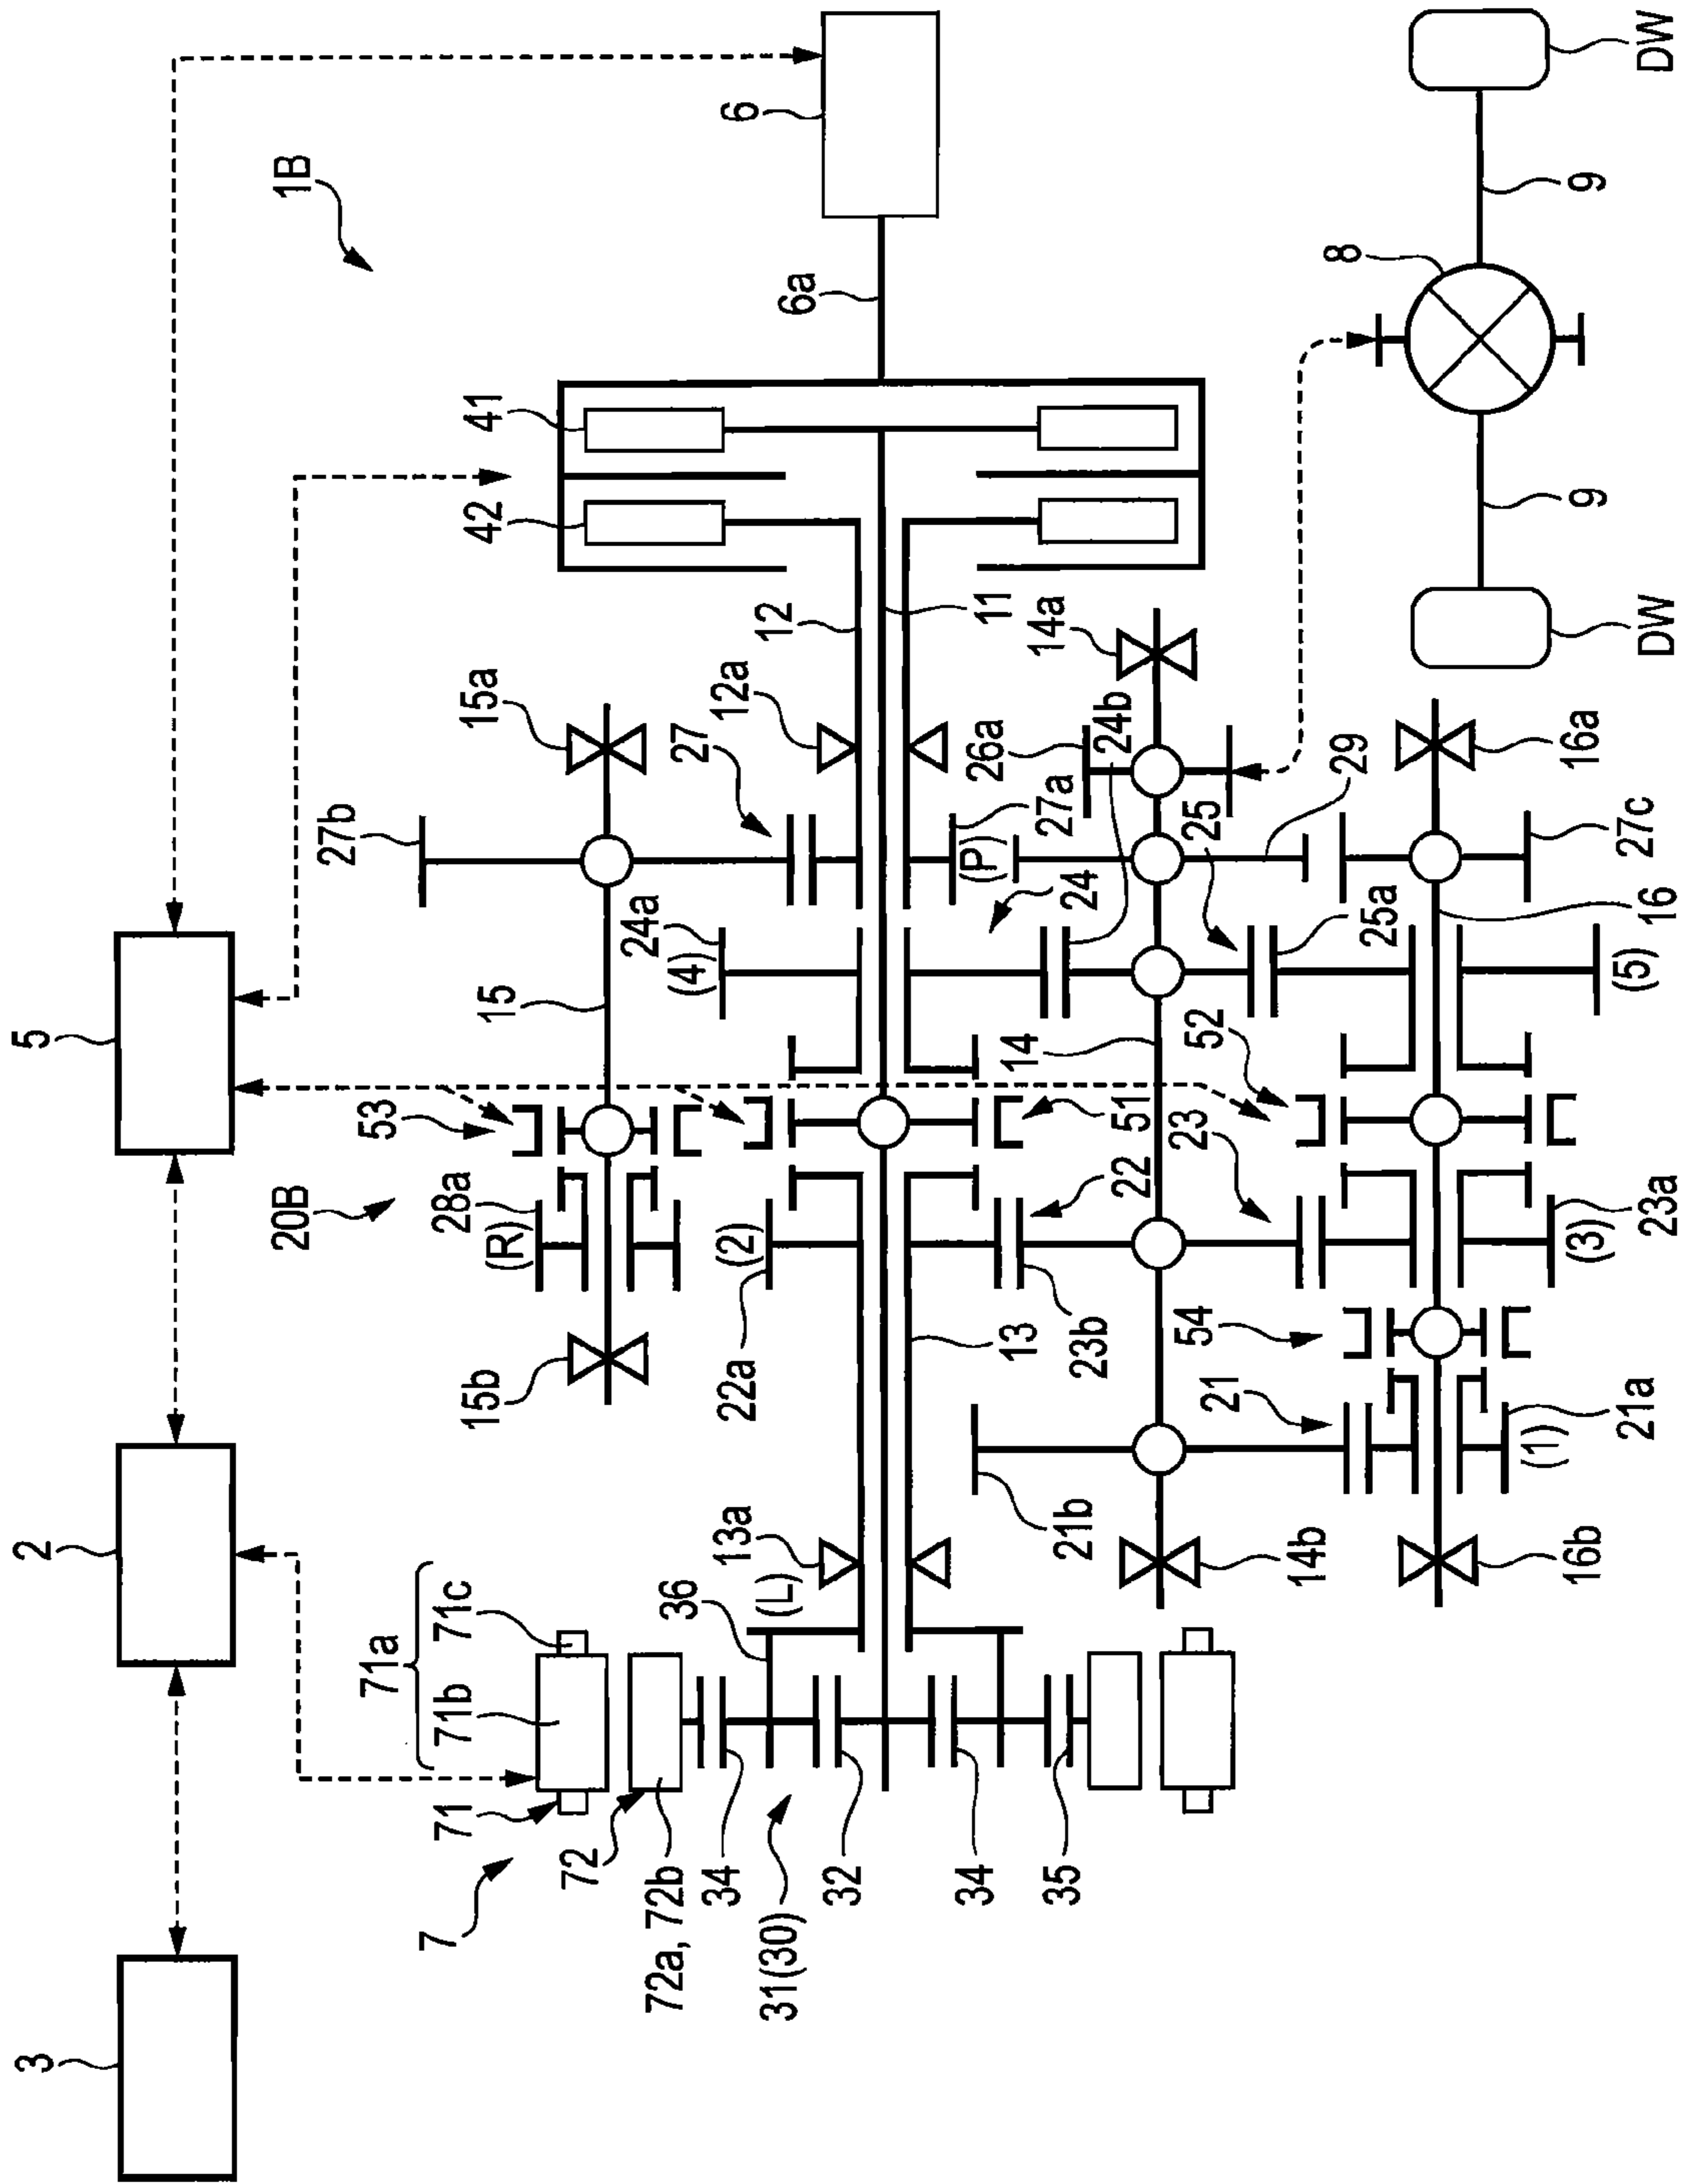 3
2
5
1B
6
6a
41
42
12
11
15a
27
12a
27b
24a
(4)
15
14a
26a
24b
27a
(P)
24
25
29
16a
27c
16
25a
(5)
14
52
53
51
23
20B
28a
(R)
22a
(2)
22
23b
13
54
(3)
23a
15b
21
21a
(1)
21b
14b
16b
13a
(L)
36
71a
71b
71c
71
7
72
72a, 72b
34
31(30)
32
34
35
8
9
9
DW
DW